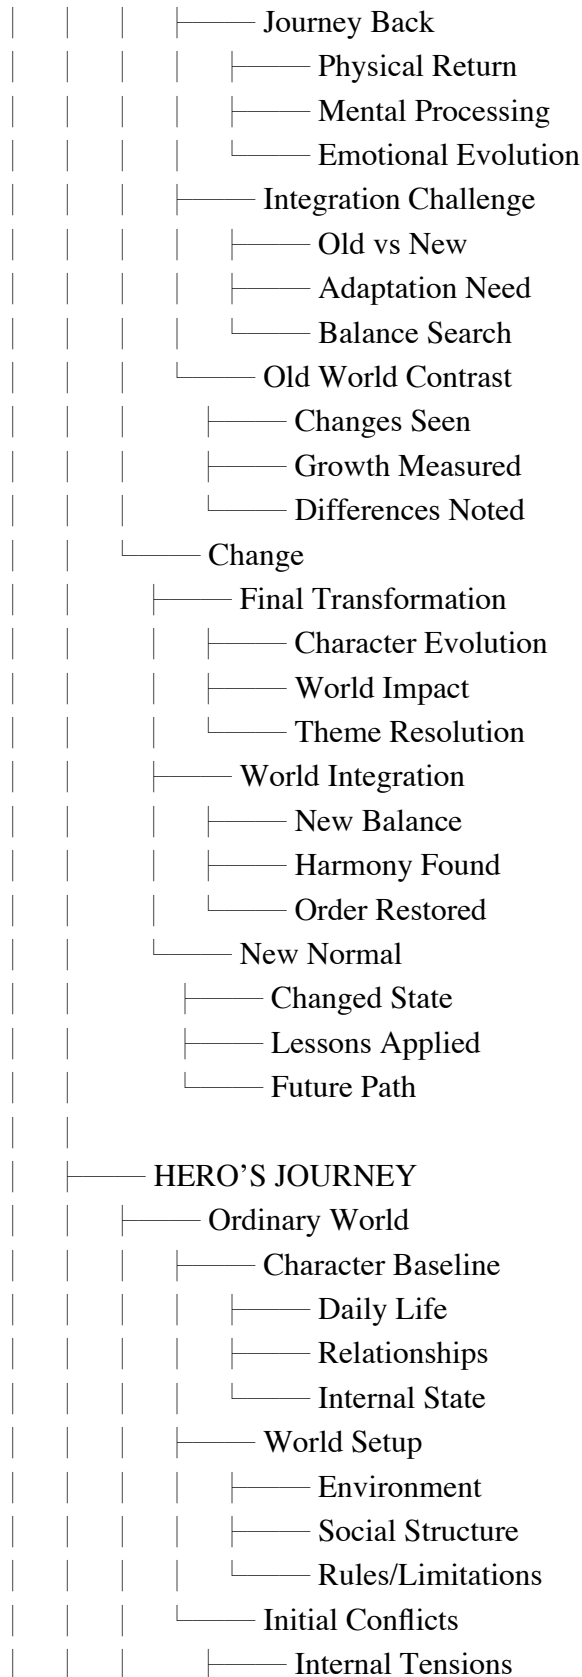 Journey Back
Physical Return
Mental Processing
Emotional Evolution
Integration Challenge
Old vs New
Adaptation Need
Balance Search
Old World Contrast
Changes Seen
Growth Measured
Differences Noted
Change
Final Transformation
Character Evolution
World Impact
Theme Resolution
World Integration
New Balance
Harmony Found
Order Restored
New Normal
Changed State
Lessons Applied
Future Path
HERO’S JOURNEY
Ordinary World
Character Baseline
Daily Life
Relationships
Internal State
World Setup
Environment
Social Structure
Rules/Limitations
Initial Conflicts
Internal Tensions